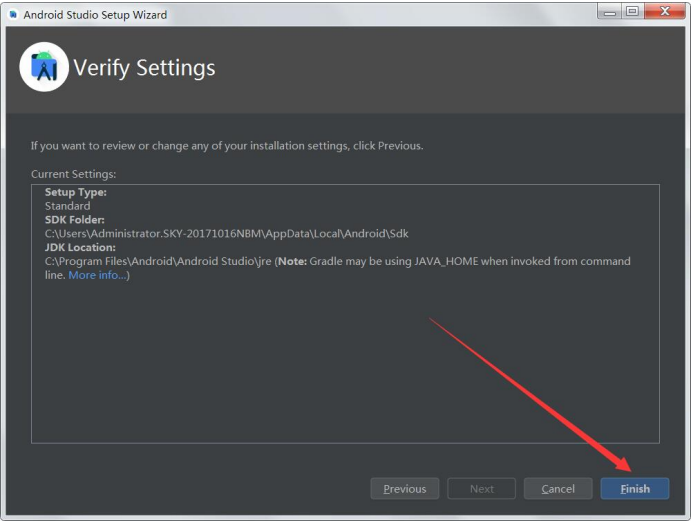 Android Studio Setup Wizard
Verify Settings
If you want to review or change any of your installation settings, click Previous.
Current Settings:
Setup Type:
Standard
SDK Folder:
C:\Users\Administrator.SKY-20171016NBM\AppData\Local\Android\Sdk
JDK Location:
C:\Program Files\Android\Android Studio\jre (Note: Gradle may be using JAVA_HOME when invoked from command
line. More info...)
Previous Next Cancel Finish